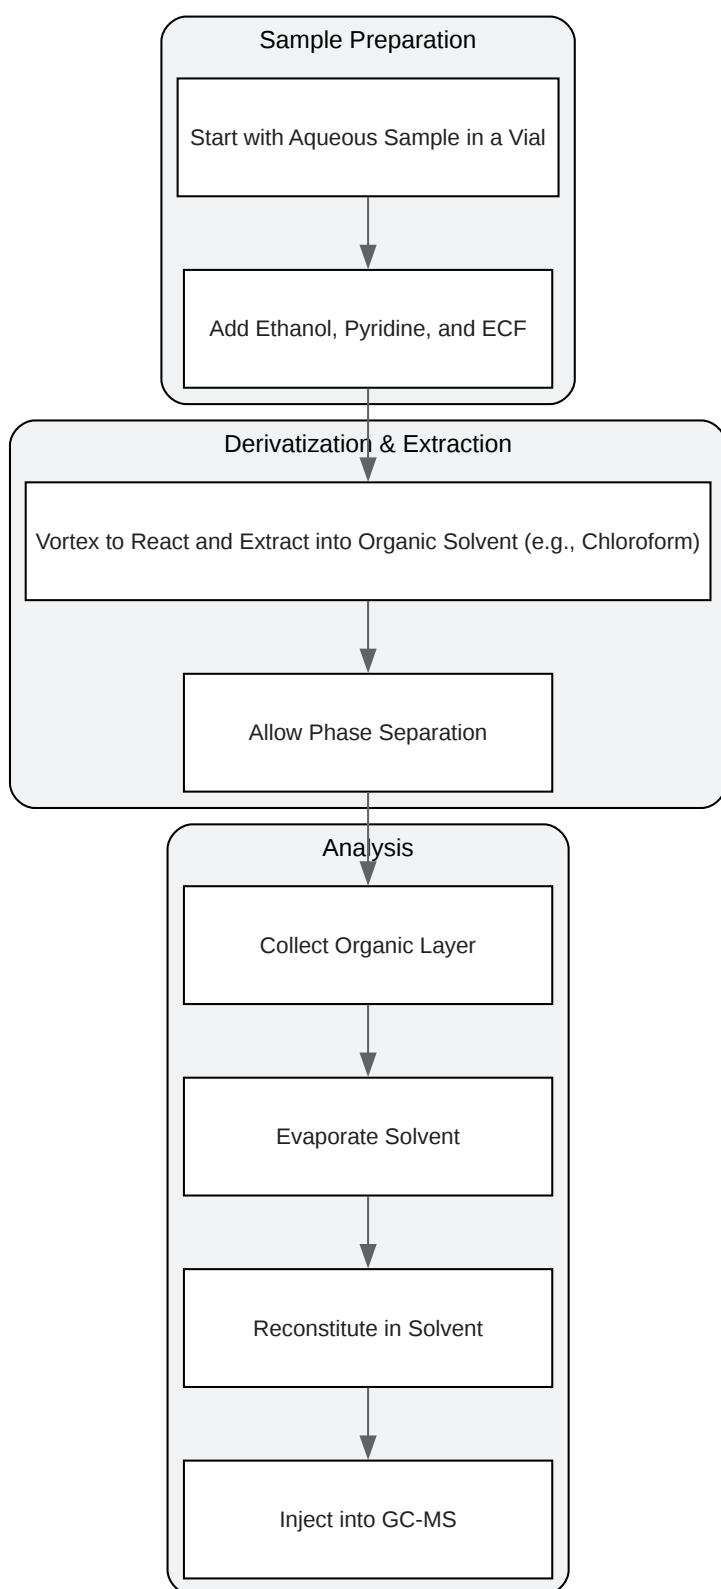 Sample Preparation
Start with Aqueous Sample in a Vial
Add Ethanol, Pyridine, and ECF
Derivatization & Extraction
Vortex to React and Extract into Organic Solvent (e.g., Chloroform)
Allow Phase Separation
Analysis
Collect Organic Layer
Evaporate Solvent
Reconstitute in Solvent
Inject into GC-MS